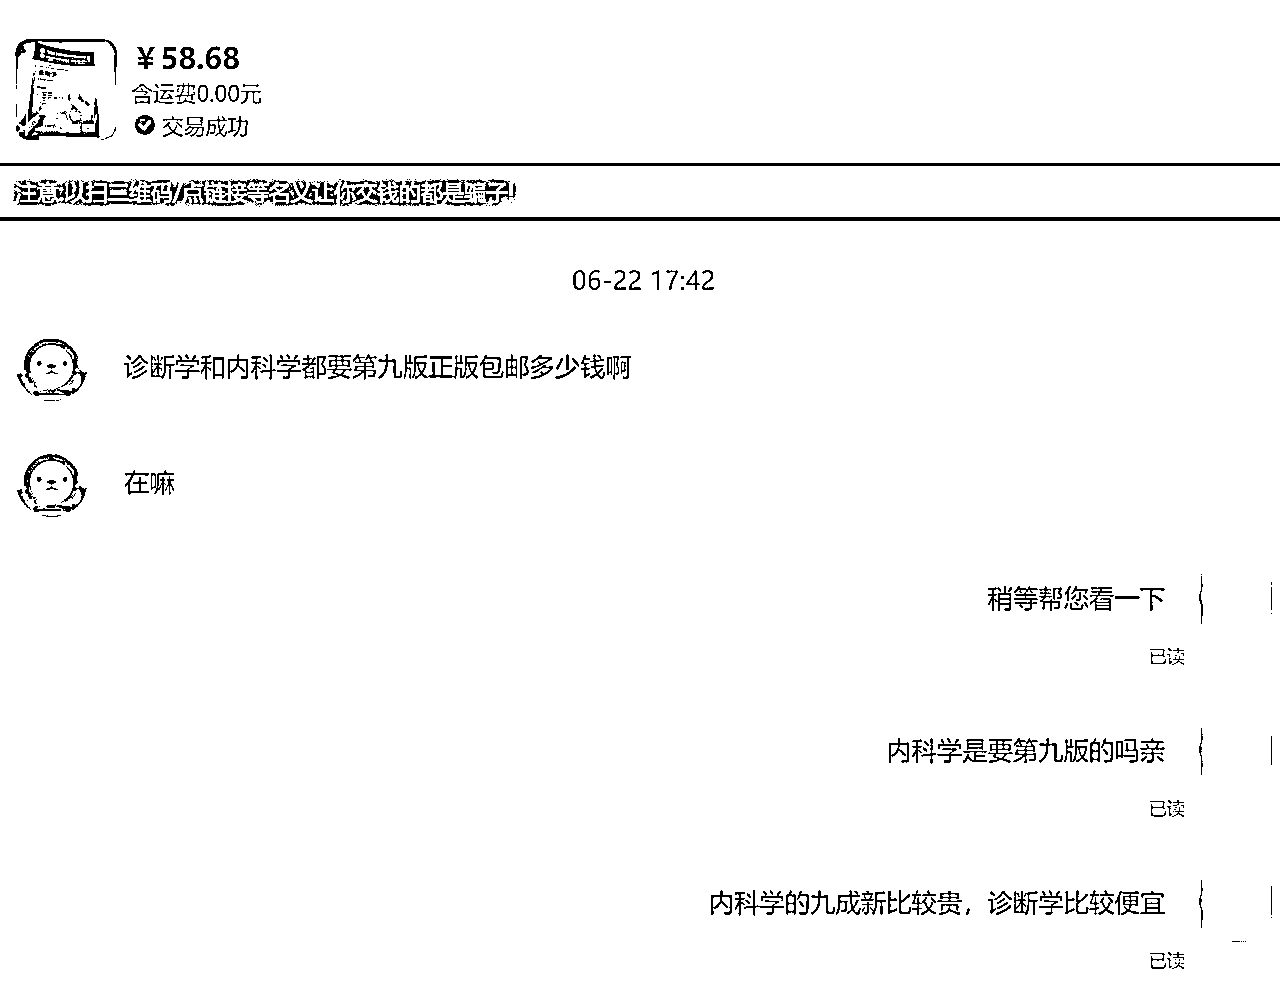 ¥58.68
含运费0.00元
交易成功
注意!以扫二维码/点链接等名义让你交钱的都是骗子!
06-22 17:42
诊断学和内科学都要第九版正版包邮多少钱啊
在嘛
稍等帮您看一下
已读
内科学是要第九版的吗亲
已读
内科学的九成新比较贵，诊断学比较便宜
已读